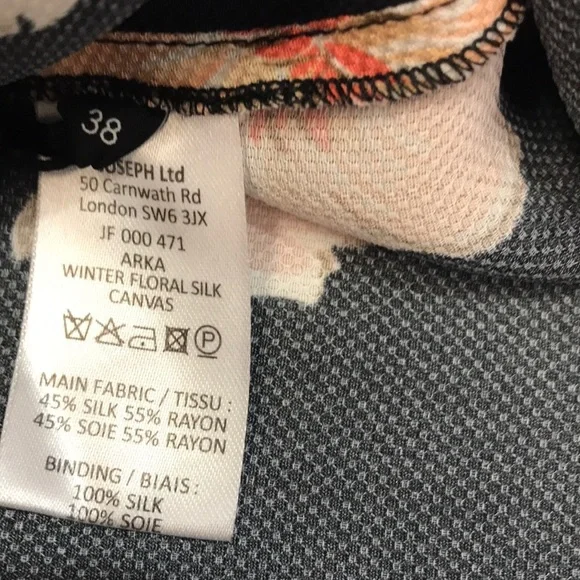 38
JOSEPH Ltd
50 Carnwath Rd
London SW6 3JX
JF 000 471
ARKA
WINTER FLORAL SILK
CANVAS
P
MAIN FABRIC / TISSU :
45% SILK 55% RAYON
45% SOIE 55% RAYON
BINDING / BIAIS :
100% SILK
100% SOIE